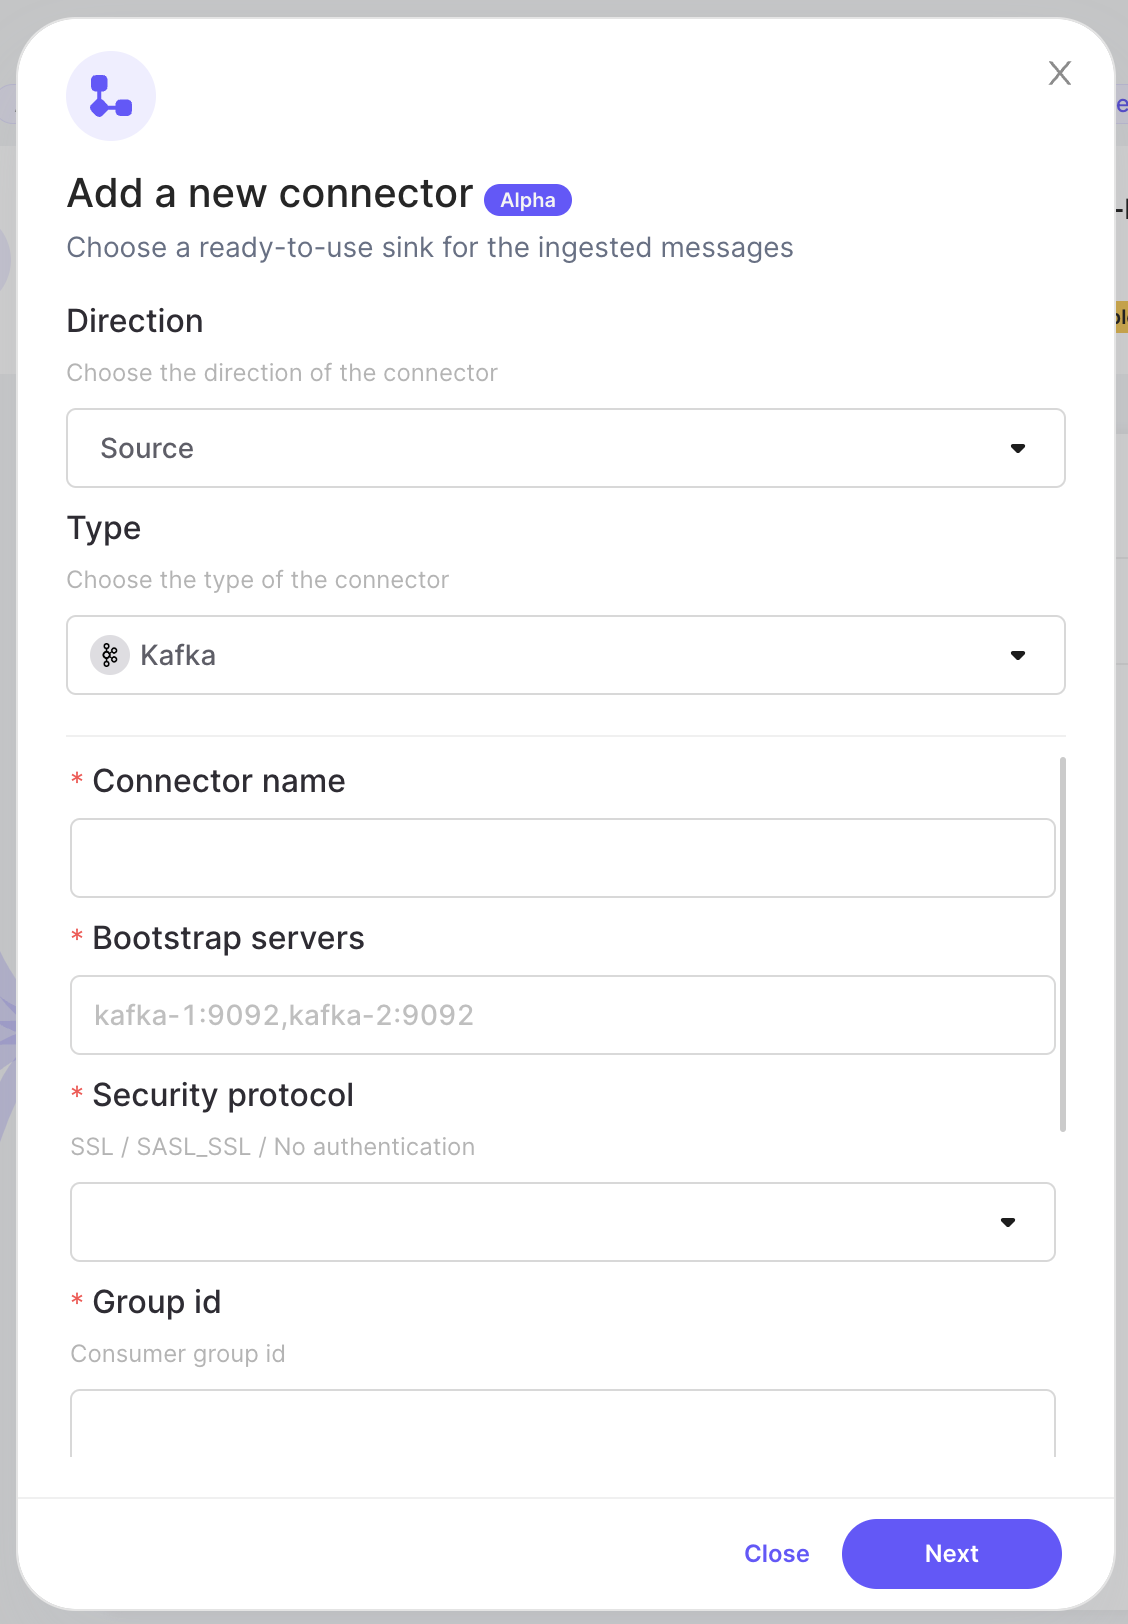 Add a new connector Alpha
Choose a ready-to-use sink for the ingested messages
Direction
Choose the direction of the connector
Source
Type
Choose the type of the connector
Kafka
* Connector name
* Bootstrap servers
kafka-1:9092,kafka-2:9092
* Security protocol
SSL / SASL_SSL / No authentication
* Group id
Consumer group id
Close Next